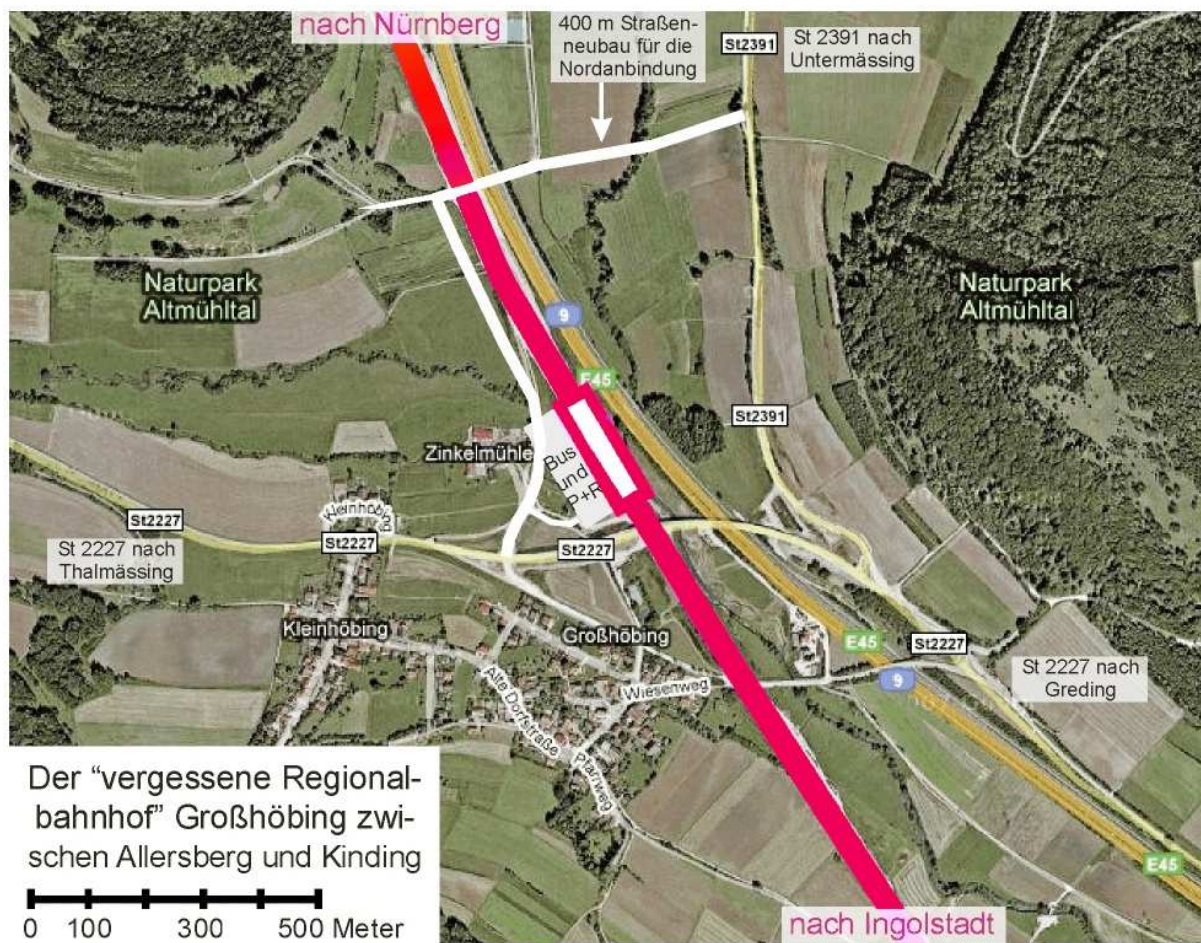 nach Nürnberg
400 m Straßen-
neubau für die
Nordanbindung
St2391
St 2391 nach
Untermässing
Naturpark
Altmühltal
Naturpark
Altmühltal
9
E45
St2391
Zinkelmühle
Bus
und
P+R
Kleinhöbing
St2227
St2227
St2227
St 2227 nach
Thalmässing
Kleinhöbing
Großhöbing
E45
St2227
9
St 2227 nach
Greding
Wiesenweg
Alte Dorfstraße
Pfarrweg
Der “vergessene Regional-
bahnhof” Großhöbing zwi-
schen Allersberg und Kinding
0 100 300 500 Meter
E45
nach Ingolstadt